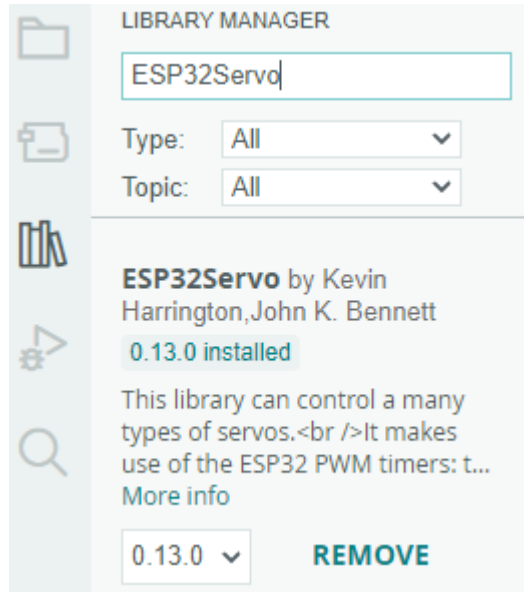 LIBRARY MANAGER
ESP32Servo
Type: All
Topic: All
ESP32Servo by Kevin
Harrington,John K. Bennett
0.13.0 installed
This library can control a many
types of servos.<br />It makes
use of the ESP32 PWM timers: t...
More info
0.13.0 REMOVE